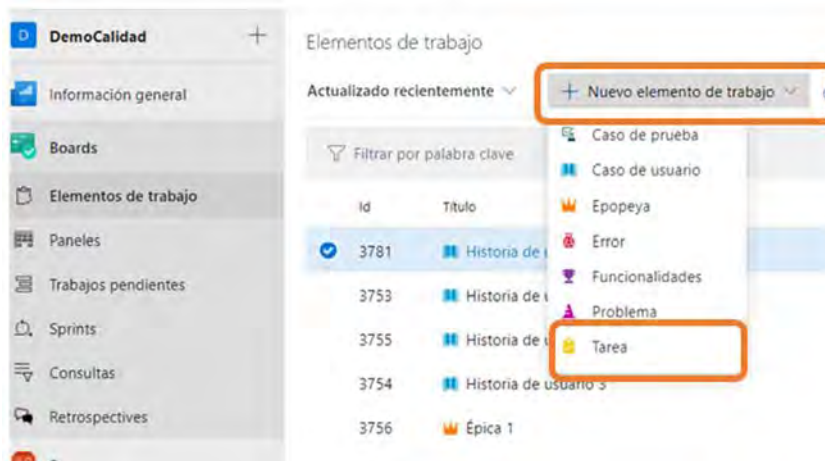 D DemoCalidad
Elementos de trabajo
Información general
Actualizado recientemente
Nuevo elemento de trabajo
Boards
Filtrar por palabra clave
Caso de prueba
Caso de usuario
Elementos de trabajo
Id Título
Epopeya
Paneles
3781 Historia de
Error
Trabajos pendientes
3753 Historia de
Funcionalidades
Problema
Sprints
3755 Historia de
Tarea
Consultas
3754 Historia de usuario 3
Retrospectives
3756 Épica 1